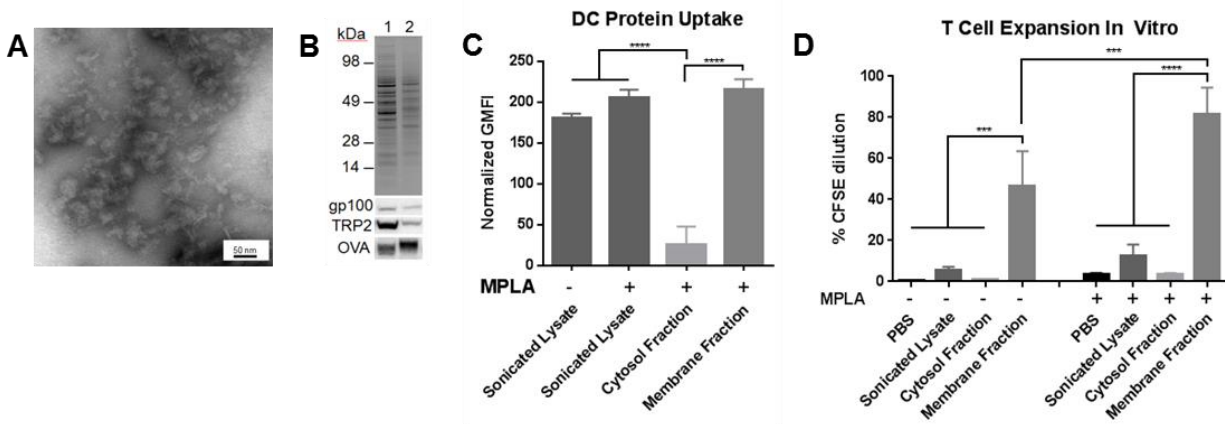 A
50 nm
B
1 2
kDa
98
49
28
14
gp100
TRP2
OVA
C
DC Protein Uptake
Normalized GMFI
250
200
150
100
50
0
****
****
MPLA - + + +
Sonicated Lysate
Sonicated Lysate
Cytosol Fraction
Membrane Fraction
D
T Cell Expansion In Vitro
% CFSE dilution
100
80
60
40
20
0
***
****
***
MPLA - - - - + + + +
PBS
Sonicated Lysate
Cytosol Fraction
Membrane Fraction
PBS
Sonicated Lysate
Cytosol Fraction
Membrane Fraction